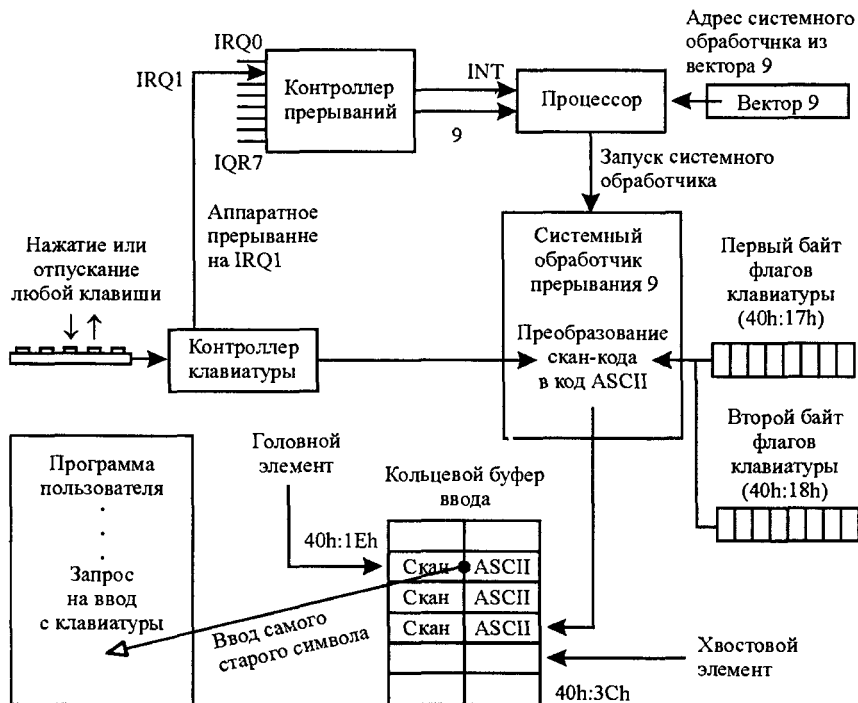 IRQ0
IRQ1
IQR7
Контроллер
прерываний
INT
9
Процессор
Адрес системного
обработчика из
вектора 9
Вектор 9
Запуск системного
обработчика
Аппаратное
прерывание
на IRQ1
Нажатие или
отпускание
любой клавиши
Контроллер
клавиатуры
Системный
обработчик
прерывания 9
Преобразование
скан-кода
в код ASCII
Первый байт
флагов
клавиатуры
(40h:17h)
Второй байт
флагов
клавиатуры
(40h:18h)
Программа
пользователя
.
.
.
Запрос
на ввод
с клавиатуры
Головной
элемент
40h:1Eh
Кольцевой буфер
ввода
Скан ASCII
Скан ASCII
Скан ASCII
Ввод самого
старого символа
Хвостовой
элемент
40h:3Ch